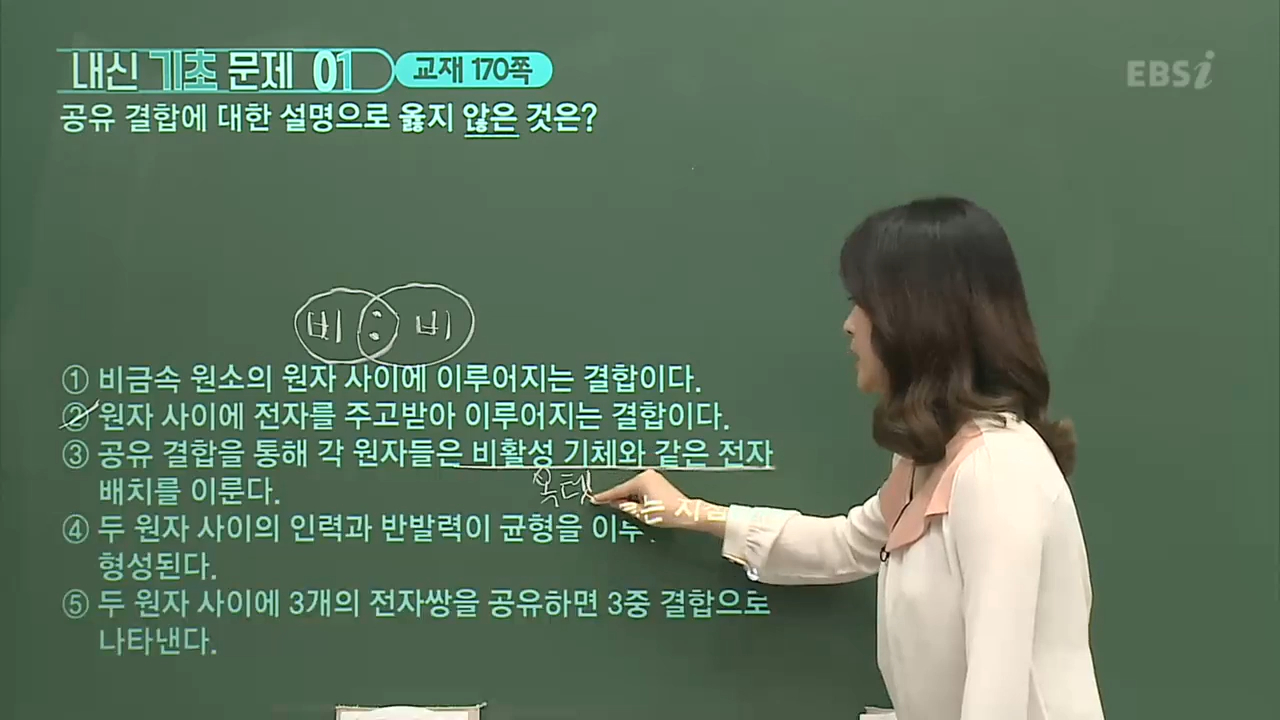 내신 기초 문제 01 교재 170쪽
EBSi
공유 결합에 대한 설명으로 옳지 않은 것은?
비 : 비
① 비금속 원소의 원자 사이에 이루어지는 결합이다.
② 원자 사이에 전자를 주고받아 이루어지는 결합이다.
③ 공유 결합을 통해 각 원자들은 비활성 기체와 같은 전자
배치를 이룬다.
옥텟
④ 두 원자 사이의 인력과 반발력이 균형을 이루는 지점
형성된다.
⑤ 두 원자 사이에 3개의 전자쌍을 공유하면 3중 결합으로
나타낸다.